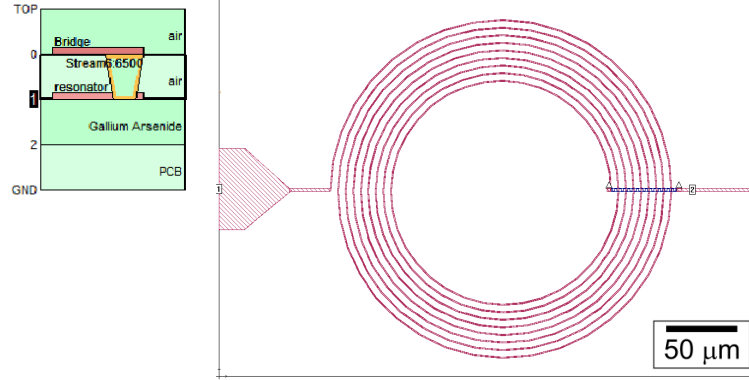 TOP
Bridge
air
0
Stream6:6500
air
resonator
1
Gallium Arsenide
2
PCB
GND
1
2
50 μm